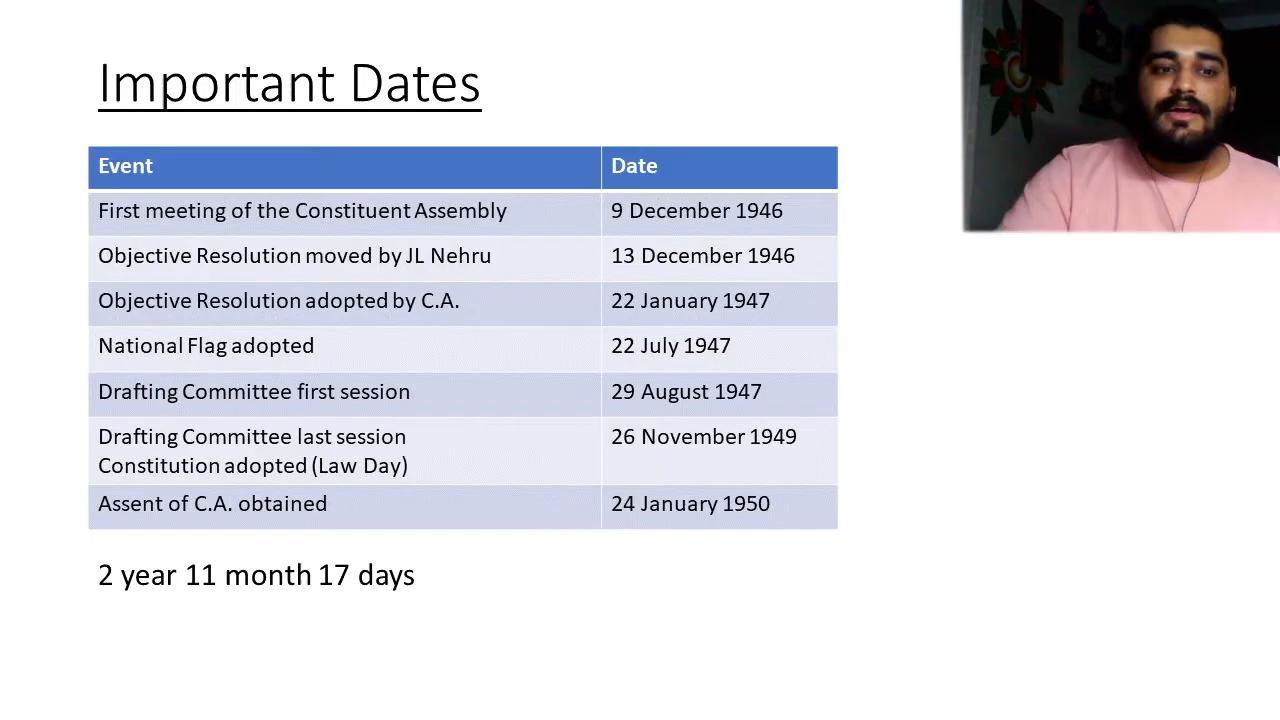 Important Dates
Event Date
First meeting of the Constituent Assembly 9 December 1946
Objective Resolution moved by JL Nehru 13 December 1946
Objective Resolution adopted by C.A. 22 January 1947
National Flag adopted 22 July 1947
Drafting Committee first session 29 August 1947
Drafting Committee last session 26 November 1949
Constitution adopted (Law Day)
Assent of C.A. obtained 24 January 1950
2 year 11 month 17 days